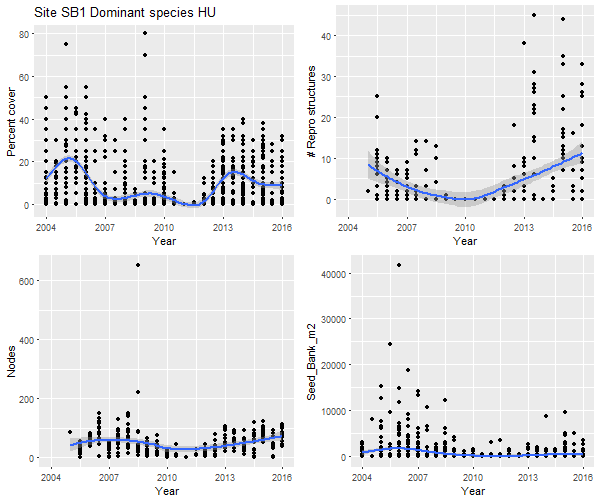 Site SB1 Dominant species HU
Percent cover
80
60
40
20
0
2004 2007 2010 2013 2016
Year
# Repro structures
40
30
20
10
0
2004 2007 2010 2013 2016
Year
Nodes
600
400
200
0
2004 2007 2010 2013 2016
Year
Seed_Bank_m2
40000
30000
20000
10000
0
2004 2007 2010 2013 2016
Year